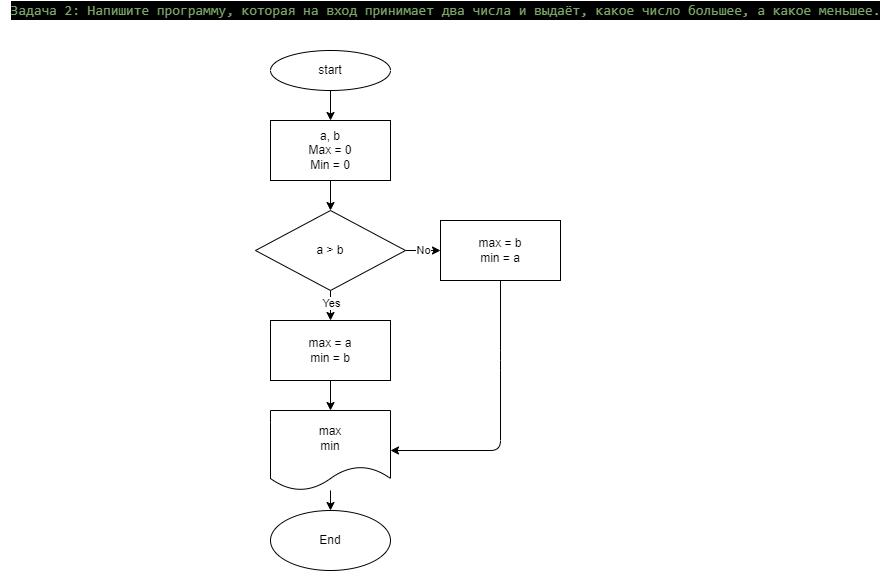 Задача 2: Напишите программу, которая на вход принимает два числа и выдаёт, какое число большее, а какое меньшее.
start
a, b
Max = 0
Min = 0
a > b
No
max = b
min = a
Yes
max = a
min = b
max
min
End